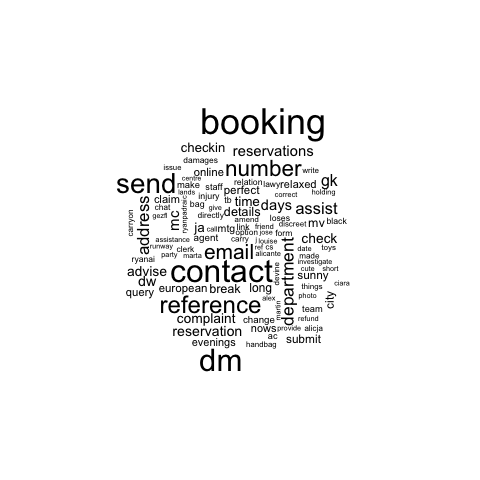 booking
checkin
reservations
damages
issue
online
number
write
centre
relation
lawy
relaxed
gk
send
make
staff
perfect
correct
holding
lands
injury
claim
bag
tb
time
days
assist
carryon
address
chat
mc
ryanpadraic
give
details
loses
gezfl
directly
amend
mv
black
ja
call
mtg
link
friend
discreet
agent
option
jose
form
check
assistance
carry
j
louise
date
toys
runway
clerk
email
ref
cs
made
investigate
ryanai
party
marta
alicante
department
advise
contact
devine
cute
short
sunny
dw
things
ciara
query
european
break
long
photo
city
reference
alex
martin
team
complaint
change
refund
reservation
nows
provide
alicja
ac
evenings
handbag
submit
dm